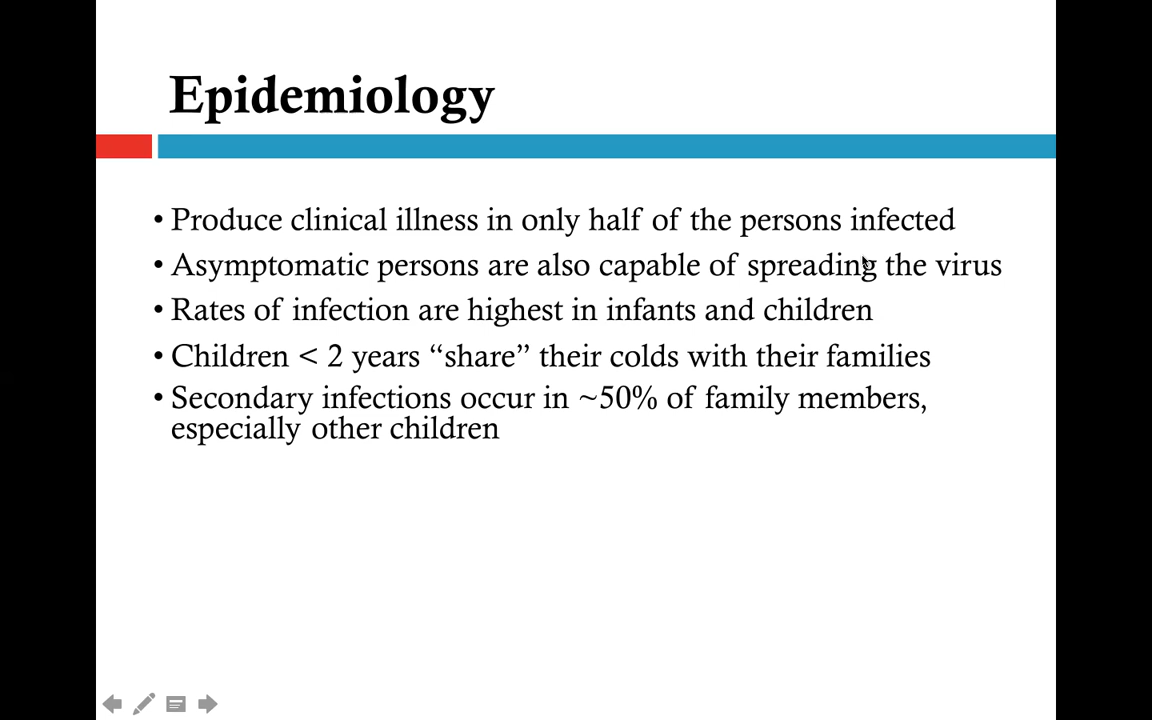 Epidemiology
• Produce clinical illness in only half of the persons infected
• Asymptomatic persons are also capable of spreading the virus
• Rates of infection are highest in infants and children
• Children < 2 years “share” their colds with their families
• Secondary infections occur in ~50% of family members,
especially other children